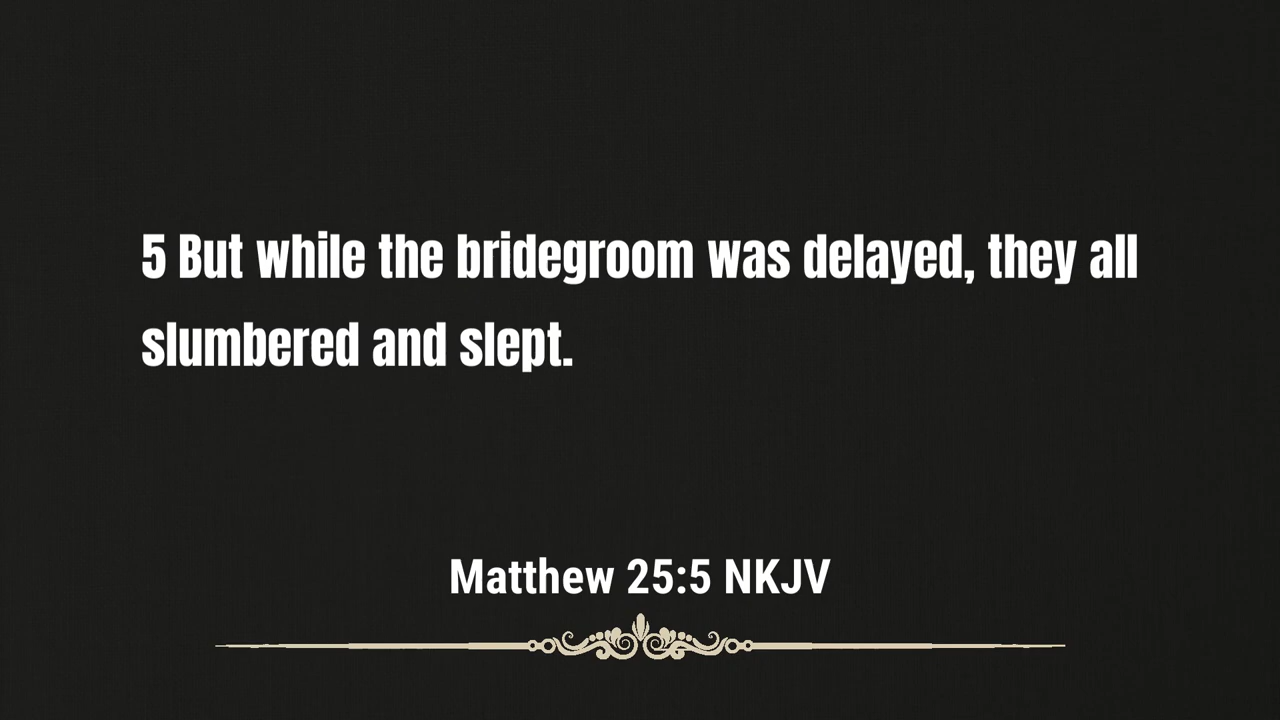 5 But while the bridegroom was delayed, they all
slumbered and slept.
Matthew 25:5 NKJV